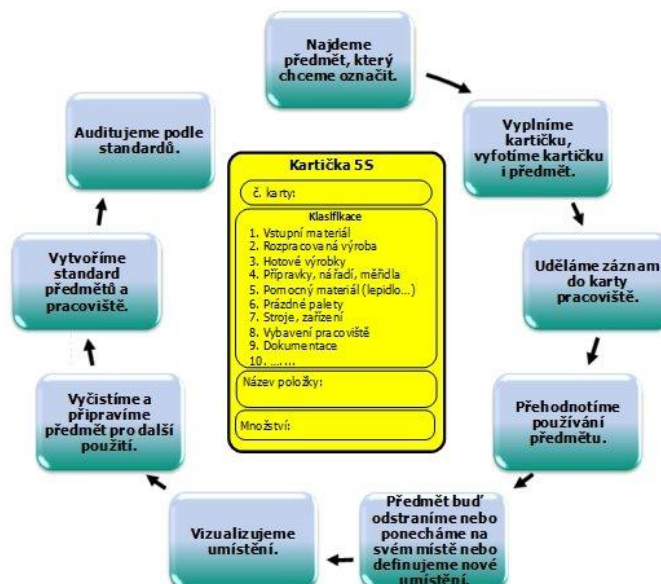 Najdeme
předmět, který
chceme označit.
Vyplníme
kartičku,
vyfotíme kartičku
i předmět.
Uděláme záznam
do karty
pracoviště.
Přehodnotíme
používání
předmětu.
Předmět buď
odstraníme nebo
ponecháme na
svém místě nebo
definujeme nové
umístění.
Vizualizujeme
umístění.
Vyčistíme a
připravíme
předmět pro další
použití.
Vytvoříme
standard
předmětů a
pracoviště.
Auditujeme podle
standardů.
Kartička 5S
č. karty:
Klasifikace
1. Vstupní materiál
2. Rozpracovaná výroba
3. Hotové výrobky
4. Přípravky, nářadí, měřidla
5. Pomocný materiál (lepidlo...)
6. Prázdné palety
7. Stroje, zařízení
8. Vybavení pracoviště
9. Dokumentace
10. .......
Název položky:
Množství: